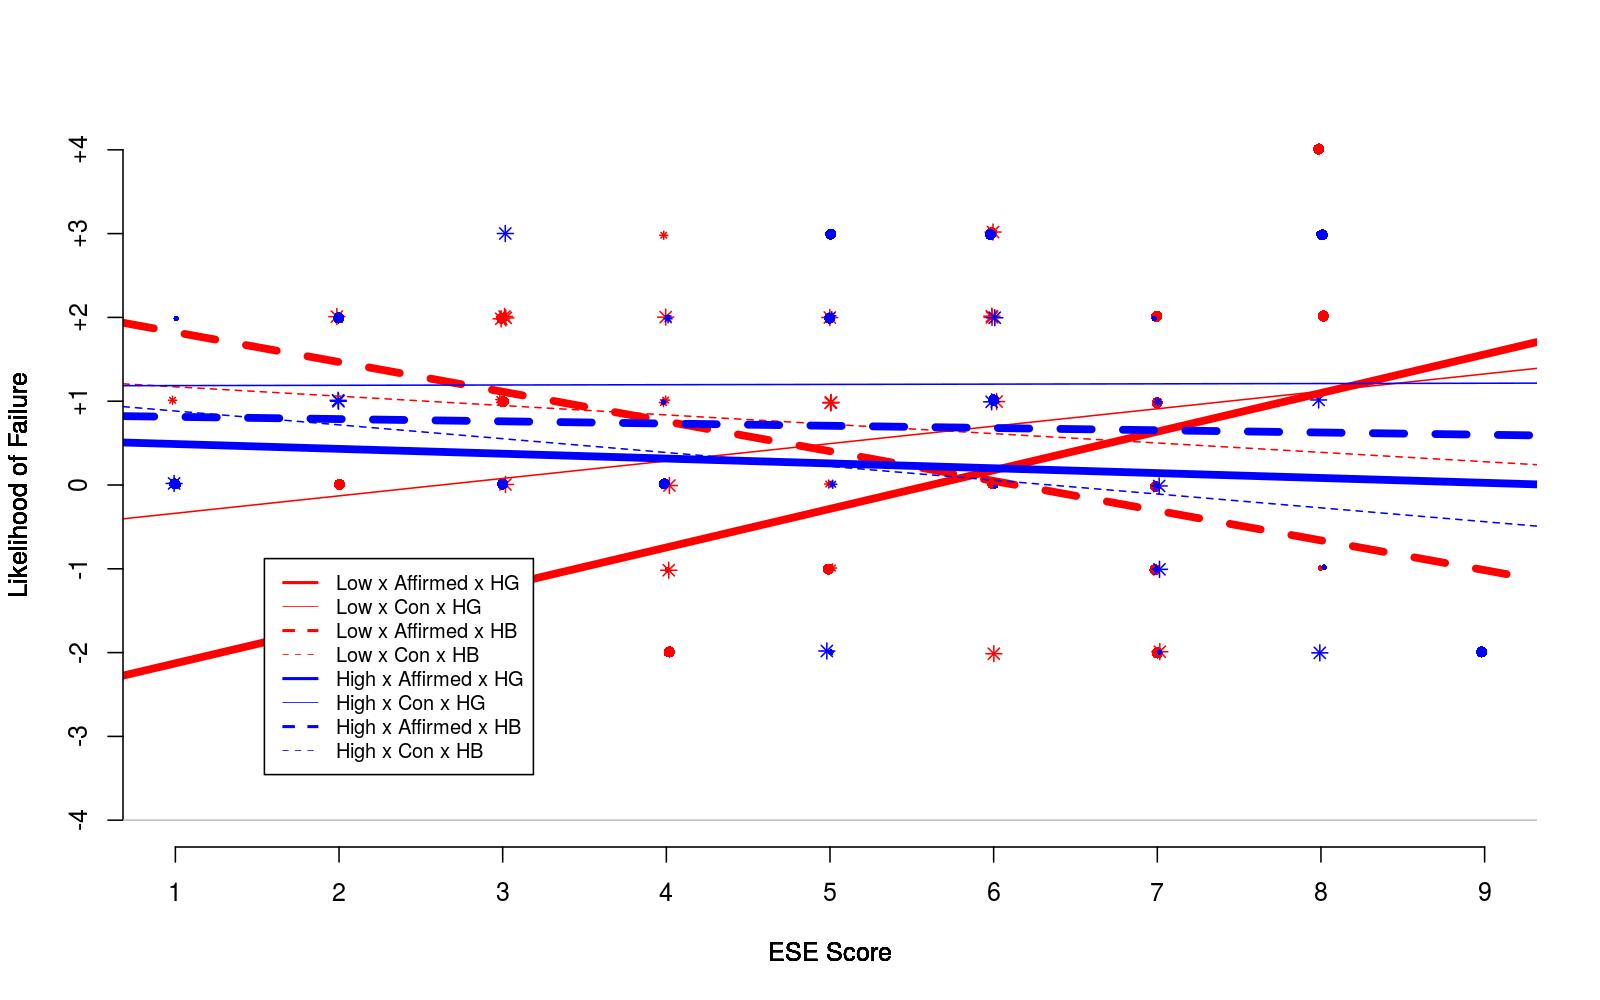 +4
+3
+2
+1
0
-1
-2
-3
-4
Likelihood of Failure
Low x Affirmed x HG
Low x Con x HG
Low x Affirmed x HB
Low x Con x HB
High x Affirmed x HG
High x Con x HG
High x Affirmed x HB
High x Con x HB
1 2 3 4 5 6 7 8 9
ESE Score